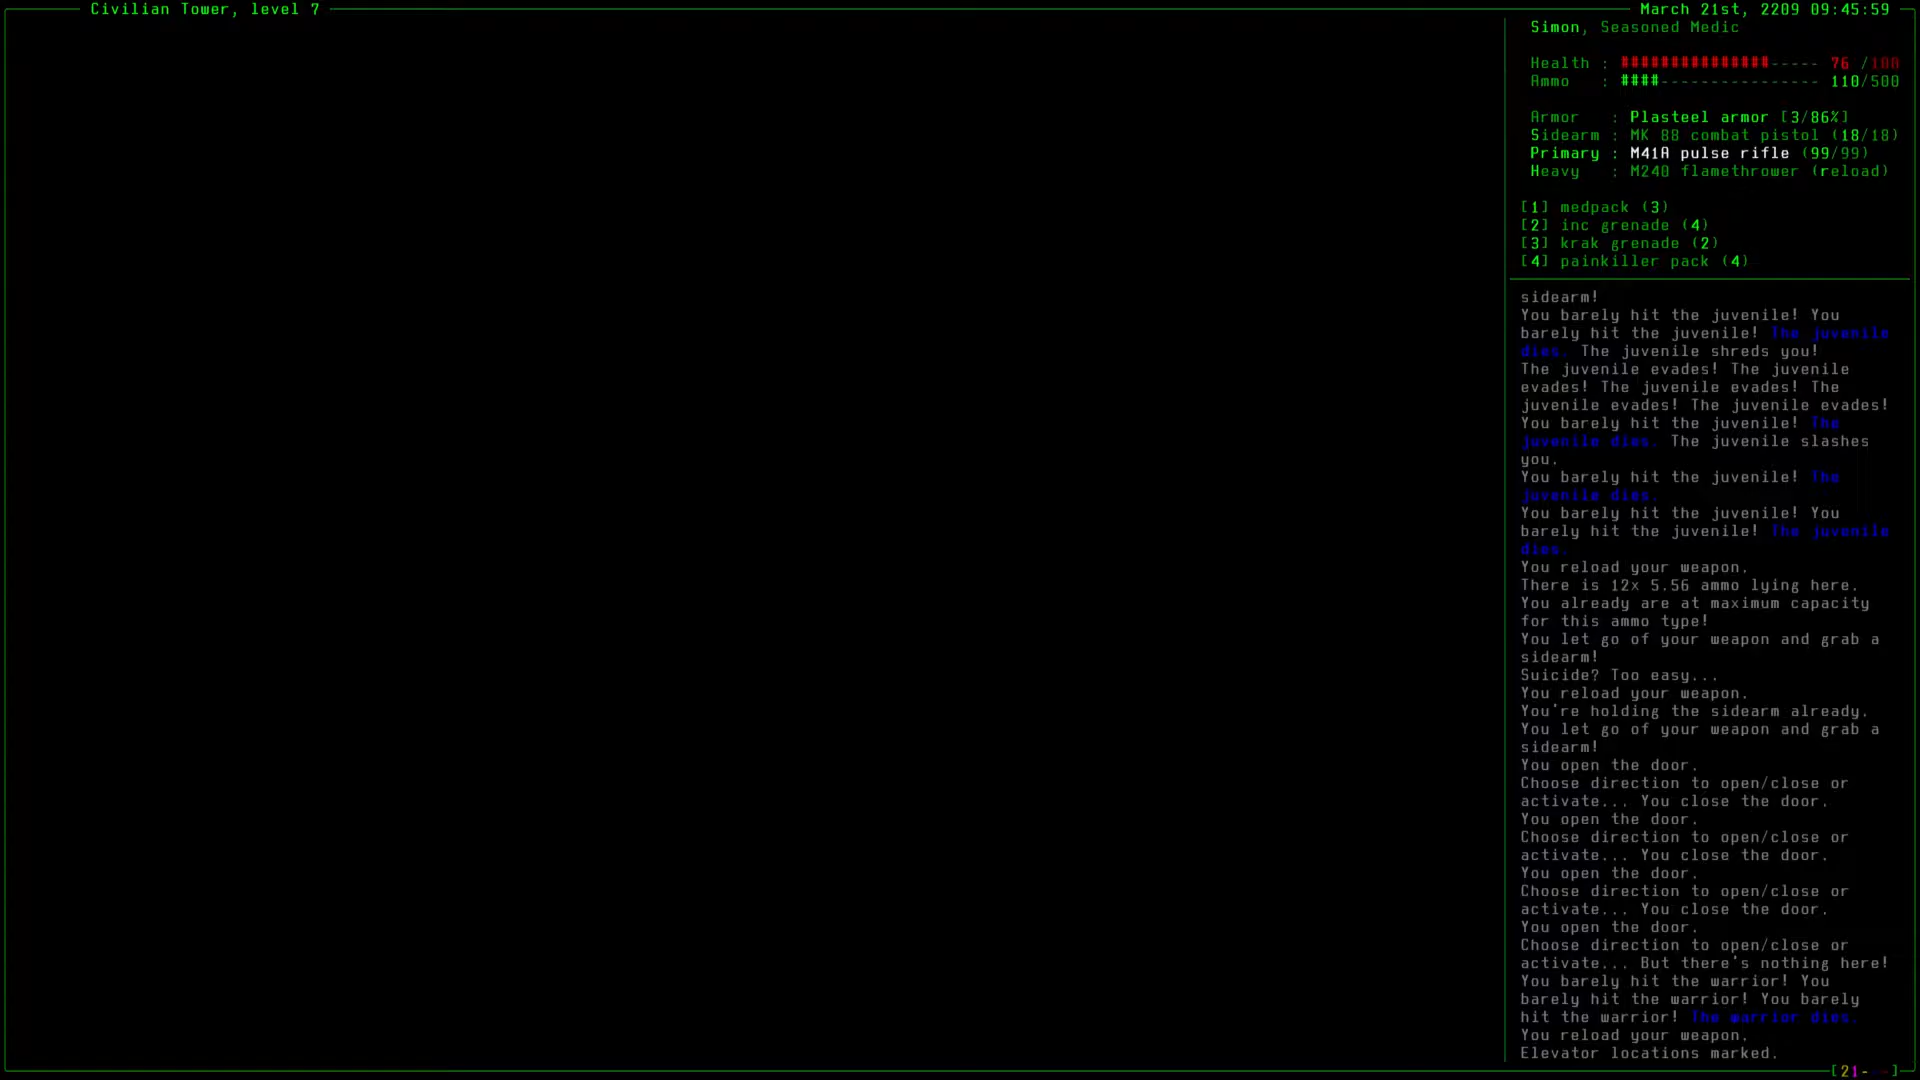 Civilian Tower, level 7
March 21st, 2209 09:45:59
Simon, Seasoned Medic
Health : ###############----- 76 /100
Ammo   : ####---------------- 110/500
Armor   : Plasteel armor [3/86%]
Sidearm : MK 88 combat pistol (18/18)
Primary : M41A pulse rifle (99/99)
Heavy   : M240 flamethrower (reload)
[1] medpack (3)
[2] inc grenade (4)
[3] krak grenade (2)
[4] painkiller pack (4)
sidearm!
You barely hit the juvenile! You
barely hit the juvenile! The juvenile
dies. The juvenile shreds you!
The juvenile evades! The juvenile
evades! The juvenile evades! The
juvenile evades! The juvenile evades!
You barely hit the juvenile! The
juvenile dies. The juvenile slashes
you.
You barely hit the juvenile! The
juvenile dies.
You barely hit the juvenile! You
barely hit the juvenile! The juvenile
dies.
You reload your weapon.
There is 12x 5.56 ammo lying here.
You already are at maximum capacity
for this ammo type!
You let go of your weapon and grab a
sidearm!
Suicide? Too easy...
You reload your weapon.
You're holding the sidearm already.
You let go of your weapon and grab a
sidearm!
You open the door.
Choose direction to open/close or
activate... You close the door.
You open the door.
Choose direction to open/close or
activate... You close the door.
You open the door.
Choose direction to open/close or
activate... You close the door.
You open the door.
Choose direction to open/close or
activate... But there's nothing here!
You barely hit the warrior! You
barely hit the warrior! You barely
hit the warrior! The warrior dies.
You reload your weapon.
Elevator locations marked.
[21-